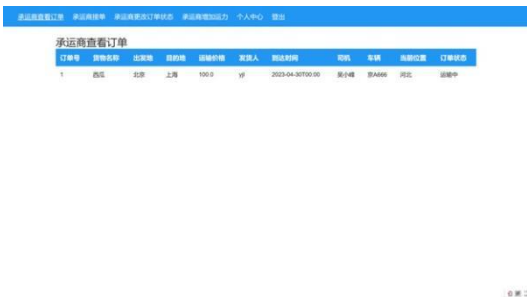 承运商查看订单 承运商接单 承运商更改订单状态 承运商增加运力 个人中心 登出
承运商查看订单
订单号 货物名称 出发地 目的地 运输价格 发货人 到达时间 司机 车辆 当前位置 订单状态
1 西瓜 北京 上海 100.0 yjl 2023-04-30T00:00 吴小峰 京A666 河北 运输中